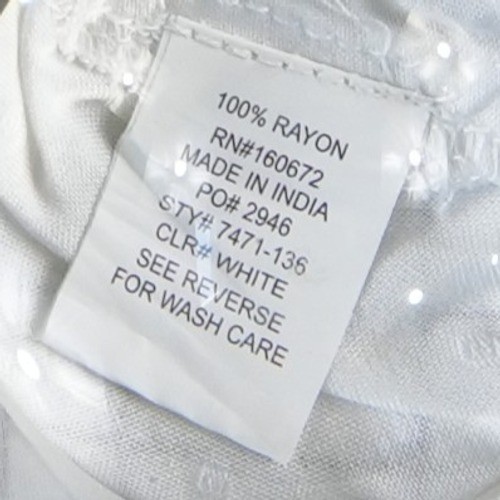 100% RAYON
RN#160672
MADE IN INDIA
PO# 2946
STY# 7471-136
CLR# WHITE
SEE REVERSE
FOR WASH CARE